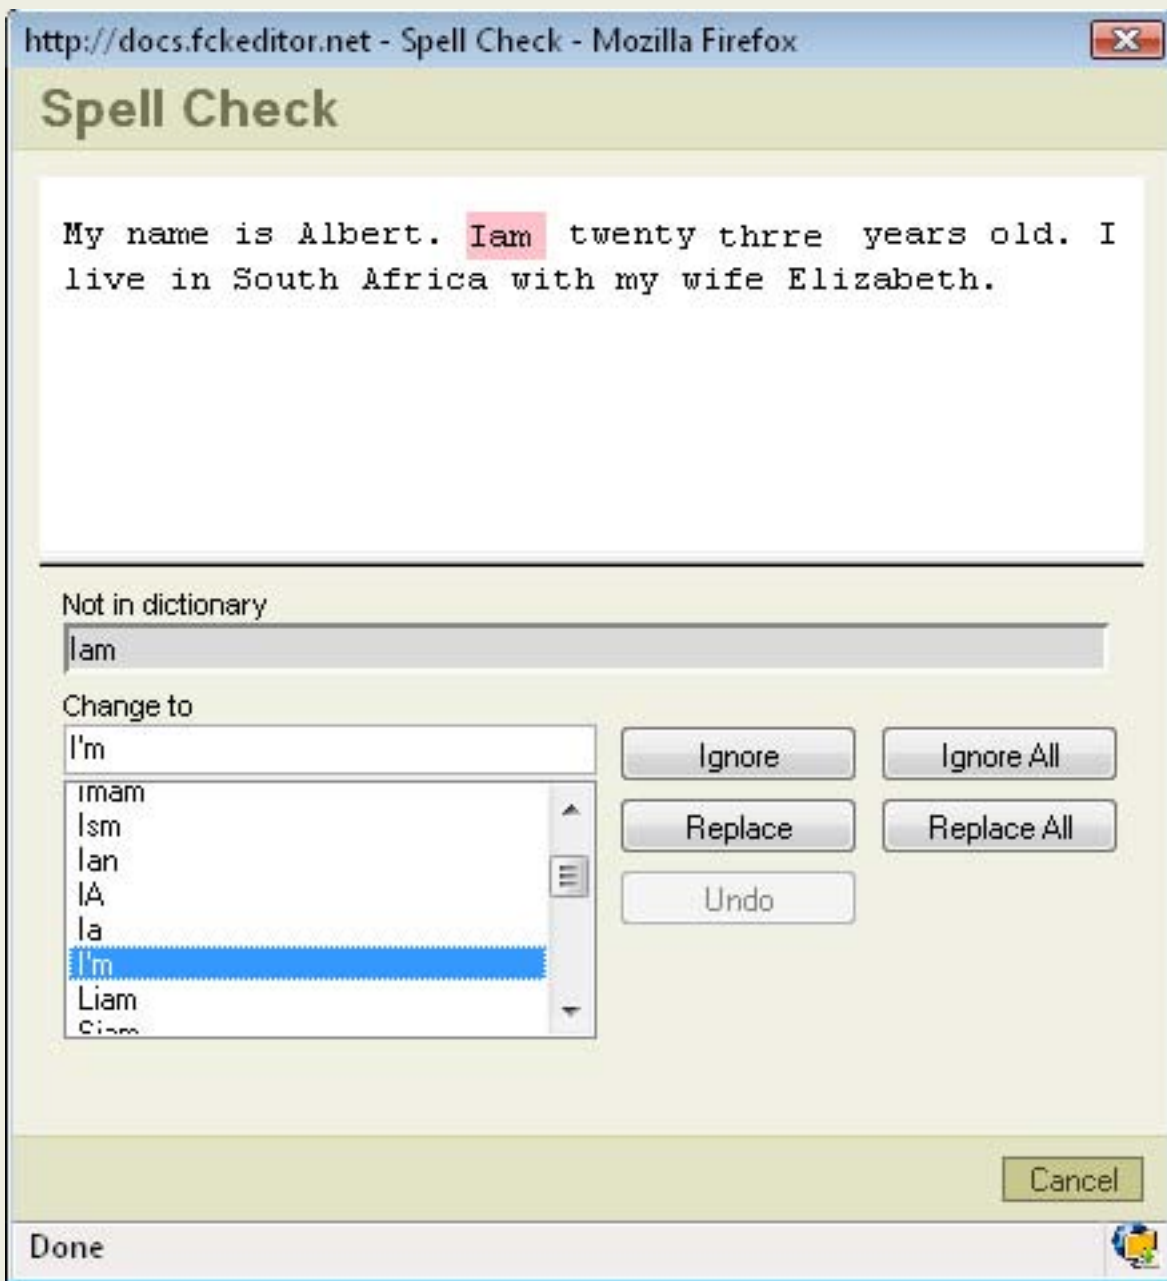 http://docs.fckeditor.net - Spell Check - Mozilla Firefox
Spell Check
My name is Albert. Iam twenty thrre years old. I
live in South Africa with my wife Elizabeth.
Not in dictionary
Iam
Change to
I'm
Ignore
Ignore All
Imam
Ism
Replace
Replace All
Ian
IA
Undo
Ia
I'm
Liam
Siam
Cancel
Done